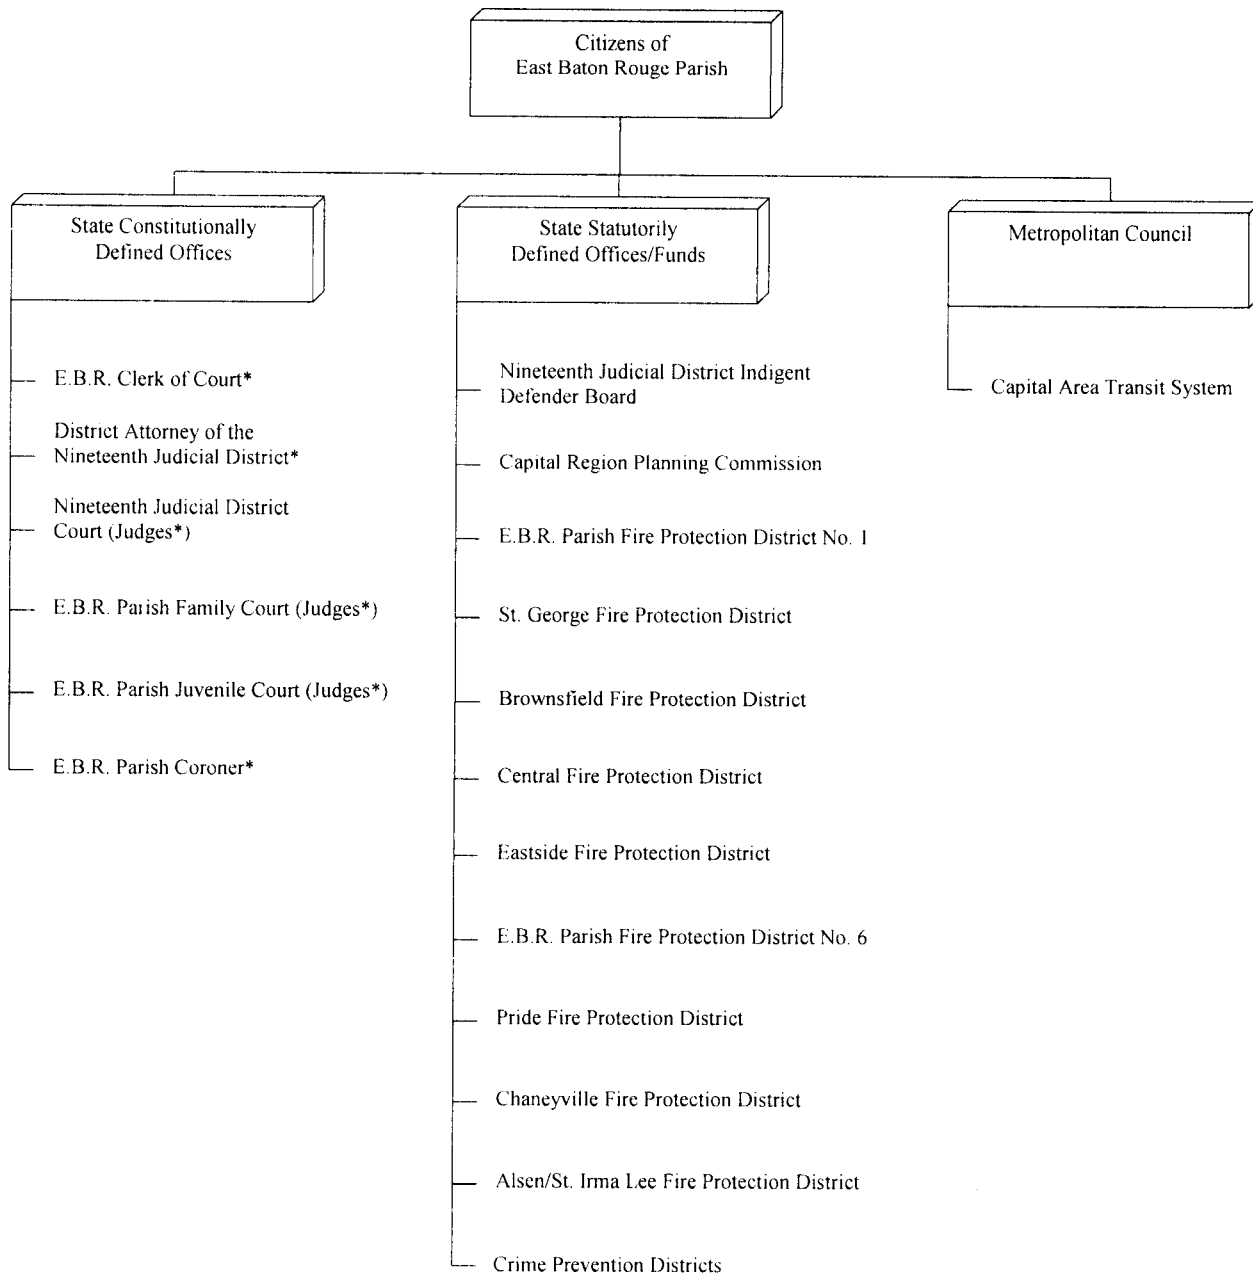 Citizens of
East Baton Rouge Parish
State Constitutionally
Defined Offices
E.B.R. Clerk of Court*
District Attorney of the
Nineteenth Judicial District*
Nineteenth Judicial District
Court (Judges*)
E.B.R. Parish Family Court (Judges*)
E.B.R. Parish Juvenile Court (Judges*)
E.B.R. Parish Coroner*
State Statutorily
Defined Offices/Funds
Nineteenth Judicial District Indigent
Defender Board
Capital Region Planning Commission
E.B.R. Parish Fire Protection District No. 1
St. George Fire Protection District
Brownsfield Fire Protection District
Central Fire Protection District
Eastside Fire Protection District
E.B.R. Parish Fire Protection District No. 6
Pride Fire Protection District
Chaneyville Fire Protection District
Alsen/St. Irma Lee Fire Protection District
Crime Prevention Districts
Metropolitan Council
Capital Area Transit System